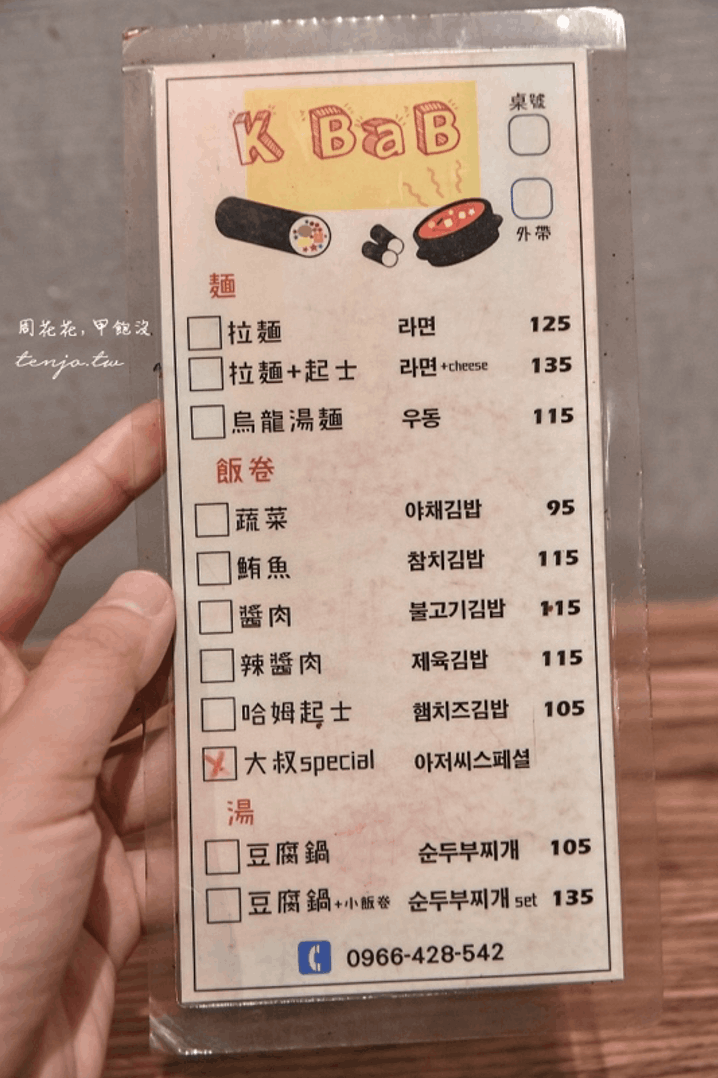 K BaB
桌號
外帶
麵
拉麵 라면 125
拉麵+起士 라면+cheese 135
烏龍湯麵 우동 115
飯卷
蔬菜 야채김밥 95
鮪魚 참치김밥 115
醬肉 불고기김밥 115
辣醬肉 제육김밥 115
哈姆起士 햄치즈김밥 105
大叔special 아저씨스페셜
湯
豆腐鍋 순두부찌개 105
豆腐鍋+小飯卷 순두부찌개 set 135
0966-428-542
周花花,甲飽沒
tenjo.tw